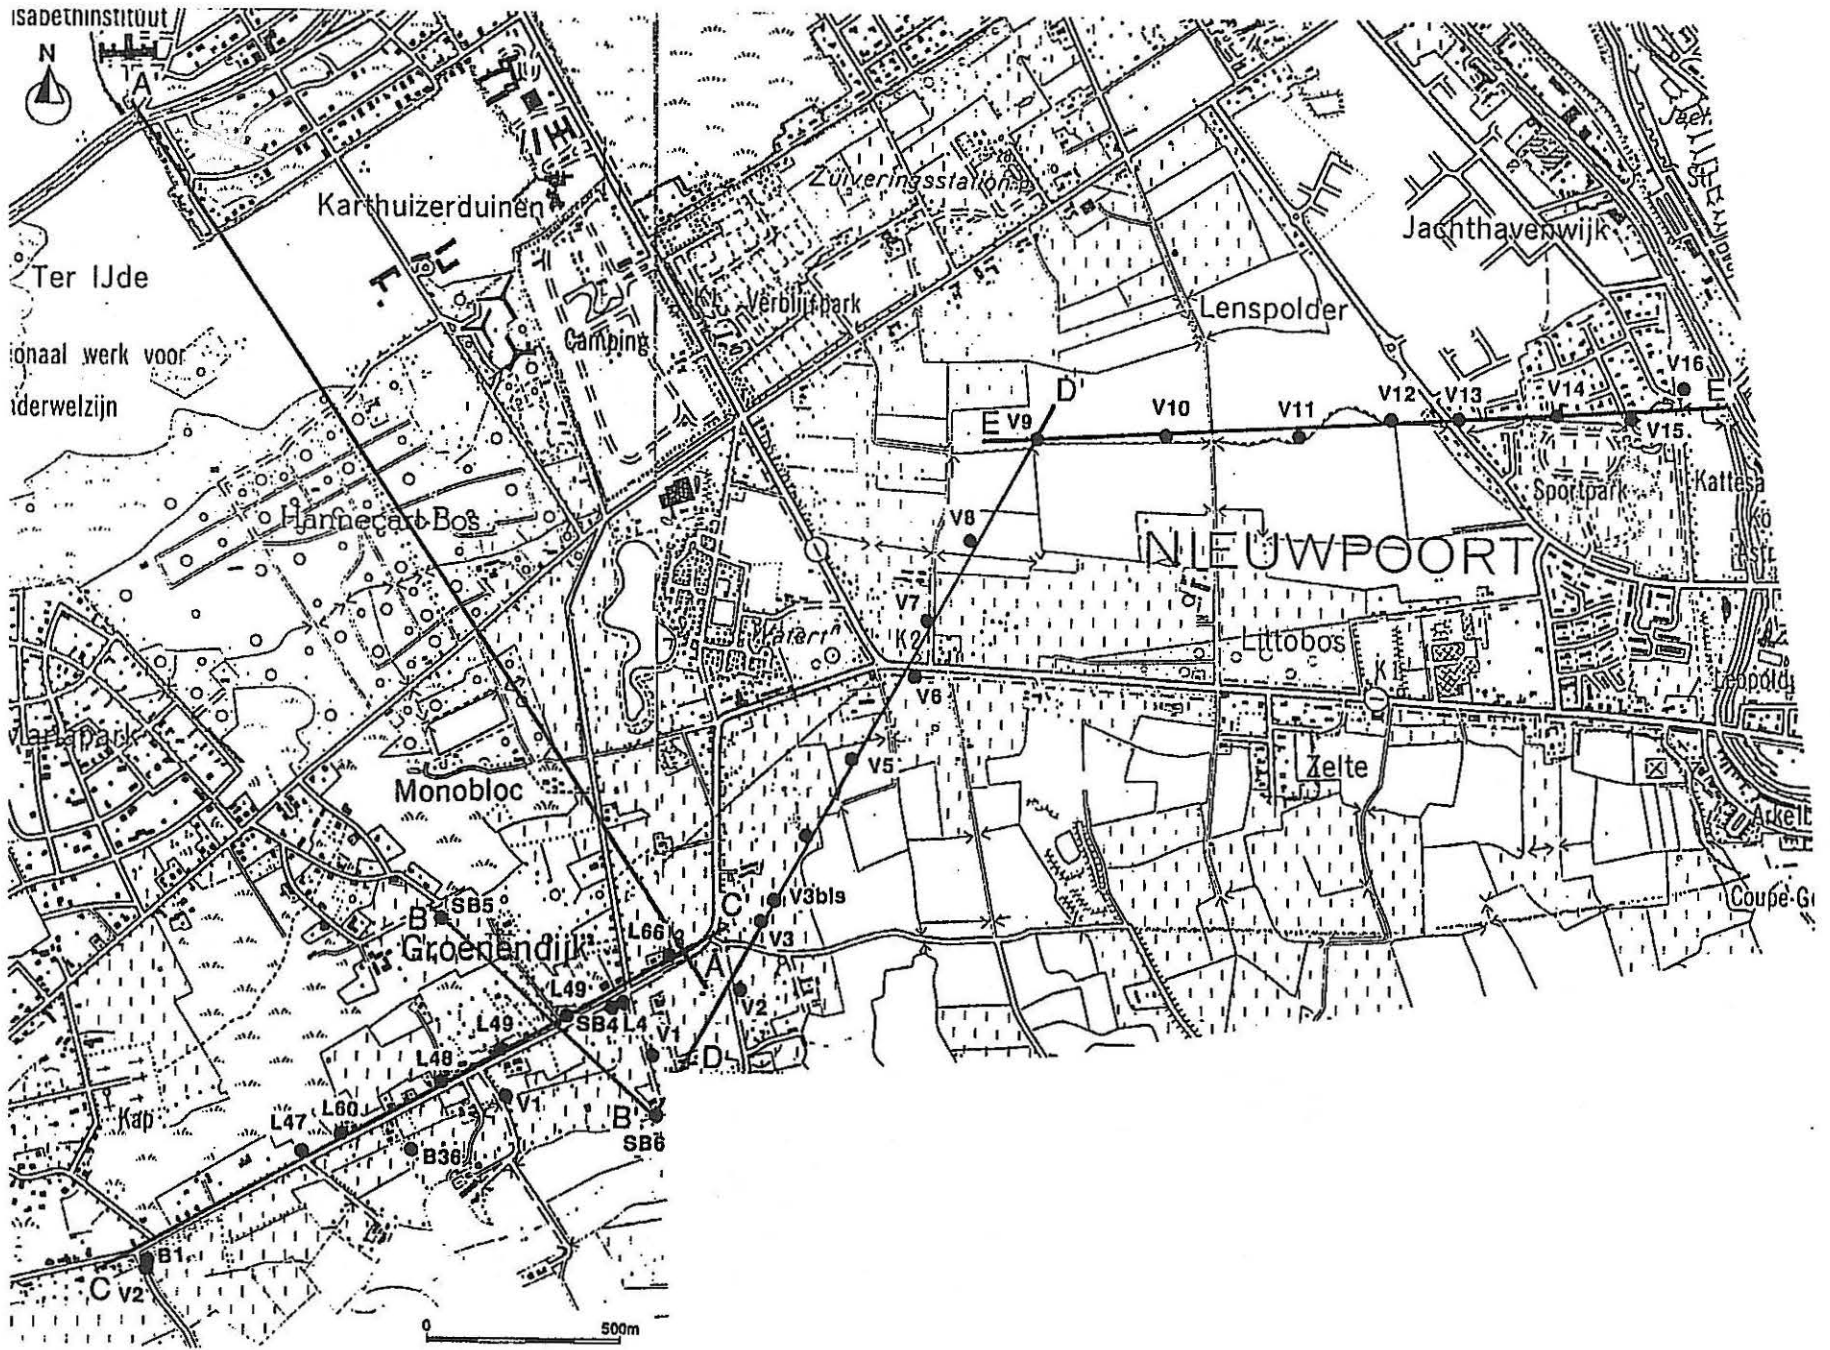 N
A
Karthuizerduinen
Zuiveringsstation
Jachthavenwijk
Ter IJde
Verblijfpark
Lenspolder
Camping
onaal werk voor
derwelzijn
V16
D'
E'
V12
V13
V14
E
V9
V10
V11
V15
Sportpark
Hannecart-Bos
V8
NIEUWPOORT
V7
Watert
K2
Littobos
K
V6
V5
Zelte
Monobloc
B
SB5
C'
V3bis
L66
V3
Groenendijk
A
L49
V2
SB4
L4
L49
V1
L48
D
Kap
L60
V1
L47
B36
B'
SB6
B1
C
V2
0
500m